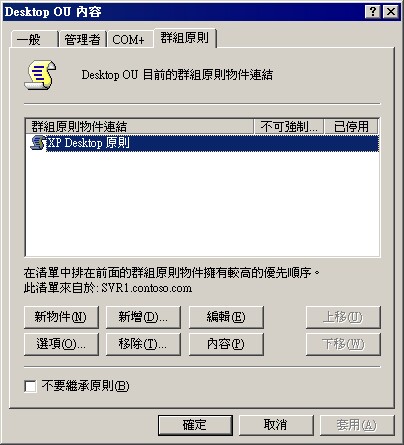 Desktop OU 內容
一般 管理者 COM+ 群組原則
Desktop OU 目前的群組原則物件連結
群組原則物件連結 不可強制... 已停用
XP Desktop 原則
在清單中排在前面的群組原則物件擁有較高的優先順序。
此清單來自於: SVR1.contoso.com
新物件(N) 新增(D)... 編輯(E) 上移(U)
選項(O)... 移除(T)... 內容(P) 下移(W)
不要繼承原則(B)
確定 取消 套用(A)